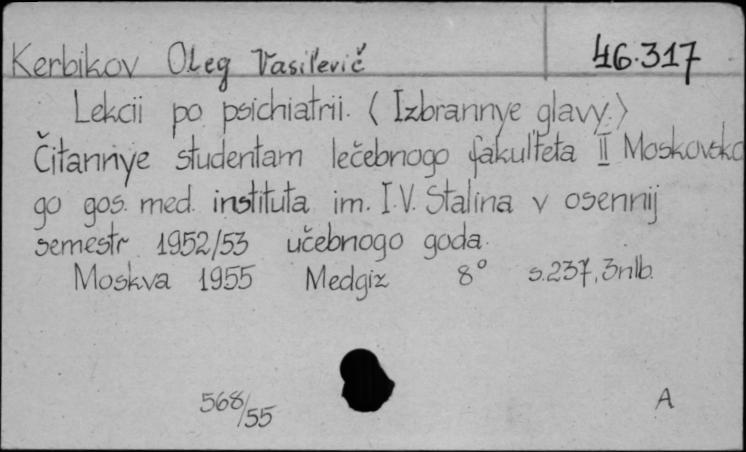 Kerbikov Oleg Vasil'evič 46.317
Lekcii po psichiatrii. (Izbrannye glavy.)
Čitannye studentam lečebnogo fakul'teta II Moskovsko
go gos. med. instituta im. I.V. Stalina v osennij
semestr 1952/53 učebnogo goda.
Moskva 1955 Medgiz 8° s.237,3nlb.
568/55 A